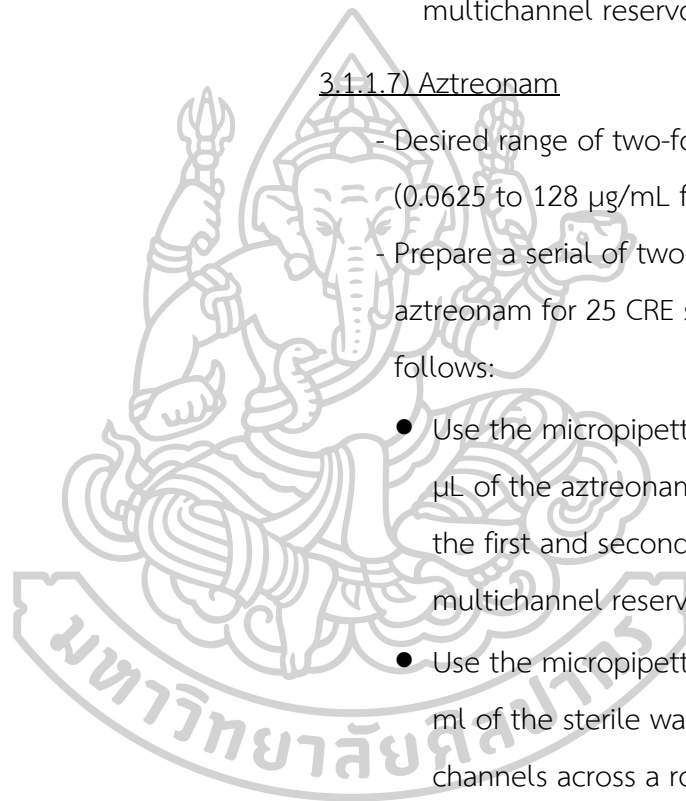 multichannel reservo
3.1.1.7) Aztreonam
- Desired range of two-fo
(0.0625 to 128 µg/mL f
- Prepare a serial of two
aztreonam for 25 CRE s
follows:
● Use the micropipett
µL of the aztreonam
the first and second
multichannel reserv
● Use the micropipett
ml of the sterile wa
channels across a ro
มหาวิทยาลัยศิลปากร